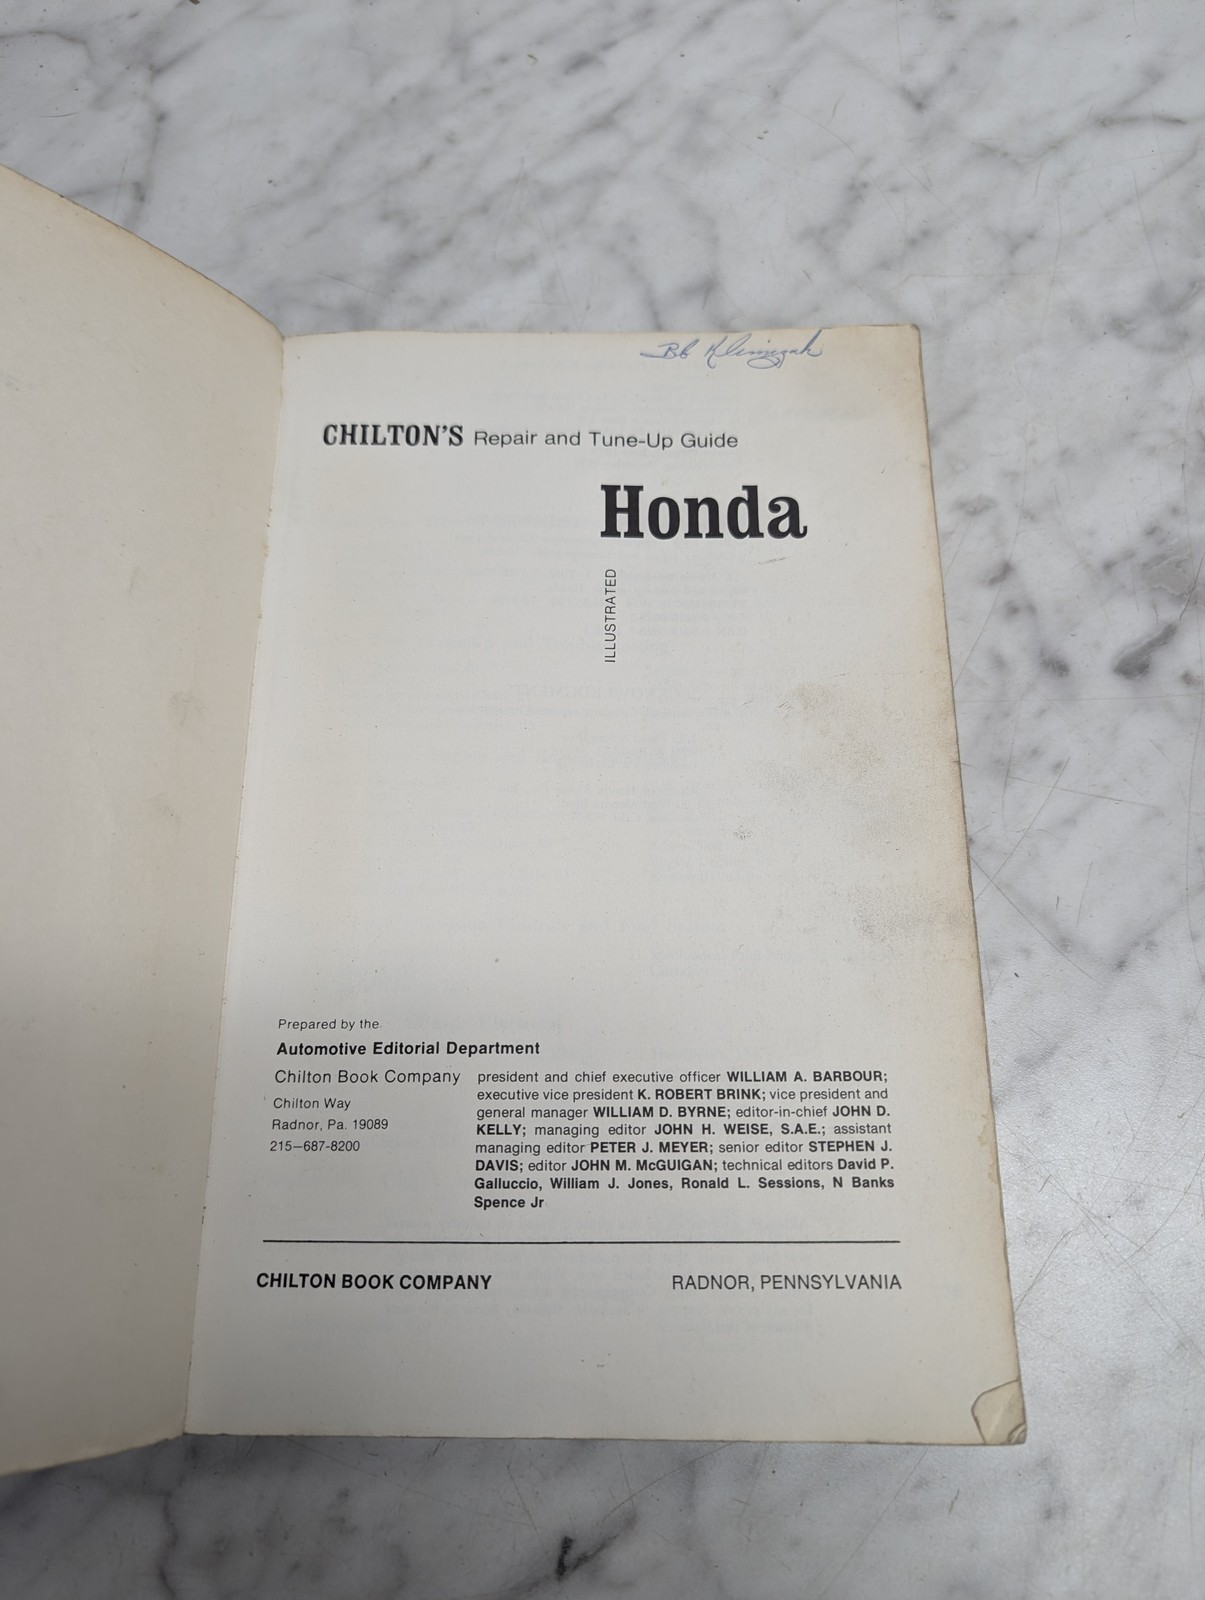 CHILTON'S Repair and Tune-Up Guide
Honda
ILLUSTRATED
Prepared by the
Automotive Editorial Department
Chilton Book Company
Chilton Way
Radnor, Pa. 19089
215–687-8200
president and chief executive officer WILLIAM A. BARBOUR;
executive vice president K. ROBERT BRINK; vice president and
general manager WILLIAM D. BYRNE; editor-in-chief JOHN D.
KELLY; managing editor JOHN H. WEISE, S.A.E.; assistant
managing editor PETER J. MEYER; senior editor STEPHEN J.
DAVIS; editor JOHN M. McGUIGAN; technical editors David P.
Galluccio, William J. Jones, Ronald L. Sessions, N Banks
Spence Jr
CHILTON BOOK COMPANY RADNOR, PENNSYLVANIA